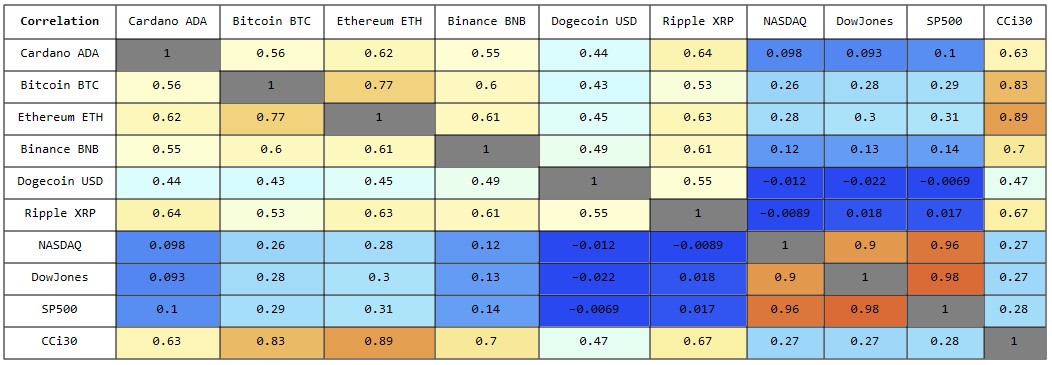 Correlation Cardano ADA Bitcoin BTC Ethereum ETH Binance BNB Dogecoin USD Ripple XRP NASDAQ DowJones SP500 CCi30
Cardano ADA 1 0.56 0.62 0.55 0.44 0.64 0.098 0.093 0.1 0.63
Bitcoin BTC 0.56 1 0.77 0.6 0.43 0.53 0.26 0.28 0.29 0.83
Ethereum ETH 0.62 0.77 1 0.61 0.45 0.63 0.28 0.3 0.31 0.89
Binance BNB 0.55 0.6 0.61 1 0.49 0.61 0.12 0.13 0.14 0.7
Dogecoin USD 0.44 0.43 0.45 0.49 1 0.55 −0.012 −0.022 −0.0069 0.47
Ripple XRP 0.64 0.53 0.63 0.61 0.55 1 −0.0089 0.018 0.017 0.67
NASDAQ 0.098 0.26 0.28 0.12 −0.012 −0.0089 1 0.9 0.96 0.27
DowJones 0.093 0.28 0.3 0.13 −0.022 0.018 0.9 1 0.98 0.27
SP500 0.1 0.29 0.31 0.14 −0.0069 0.017 0.96 0.98 1 0.28
CCi30 0.63 0.83 0.89 0.7 0.47 0.67 0.27 0.27 0.28 1